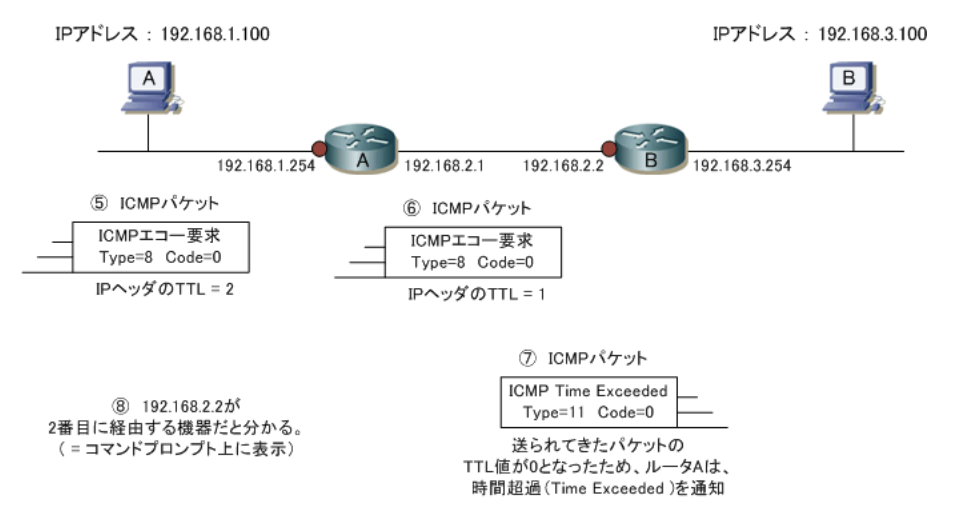 IPアドレス : 192.168.1.100
IPアドレス : 192.168.3.100
A
B
A
B
192.168.1.254
192.168.2.1
192.168.2.2
192.168.3.254
⑤ ICMPパケット
ICMPエコー要求
Type=8 Code=0
IPヘッダのTTL = 2
⑥ ICMPパケット
ICMPエコー要求
Type=8 Code=0
IPヘッダのTTL = 1
⑦ ICMPパケット
ICMP Time Exceeded
Type=11 Code=0
送られてきたパケットの
TTL値が0となったため、ルータAは、
時間超過(Time Exceeded )を通知
⑧ 192.168.2.2が
2番目に経由する機器だと分かる。
( = コマンドプロンプト上に表示)